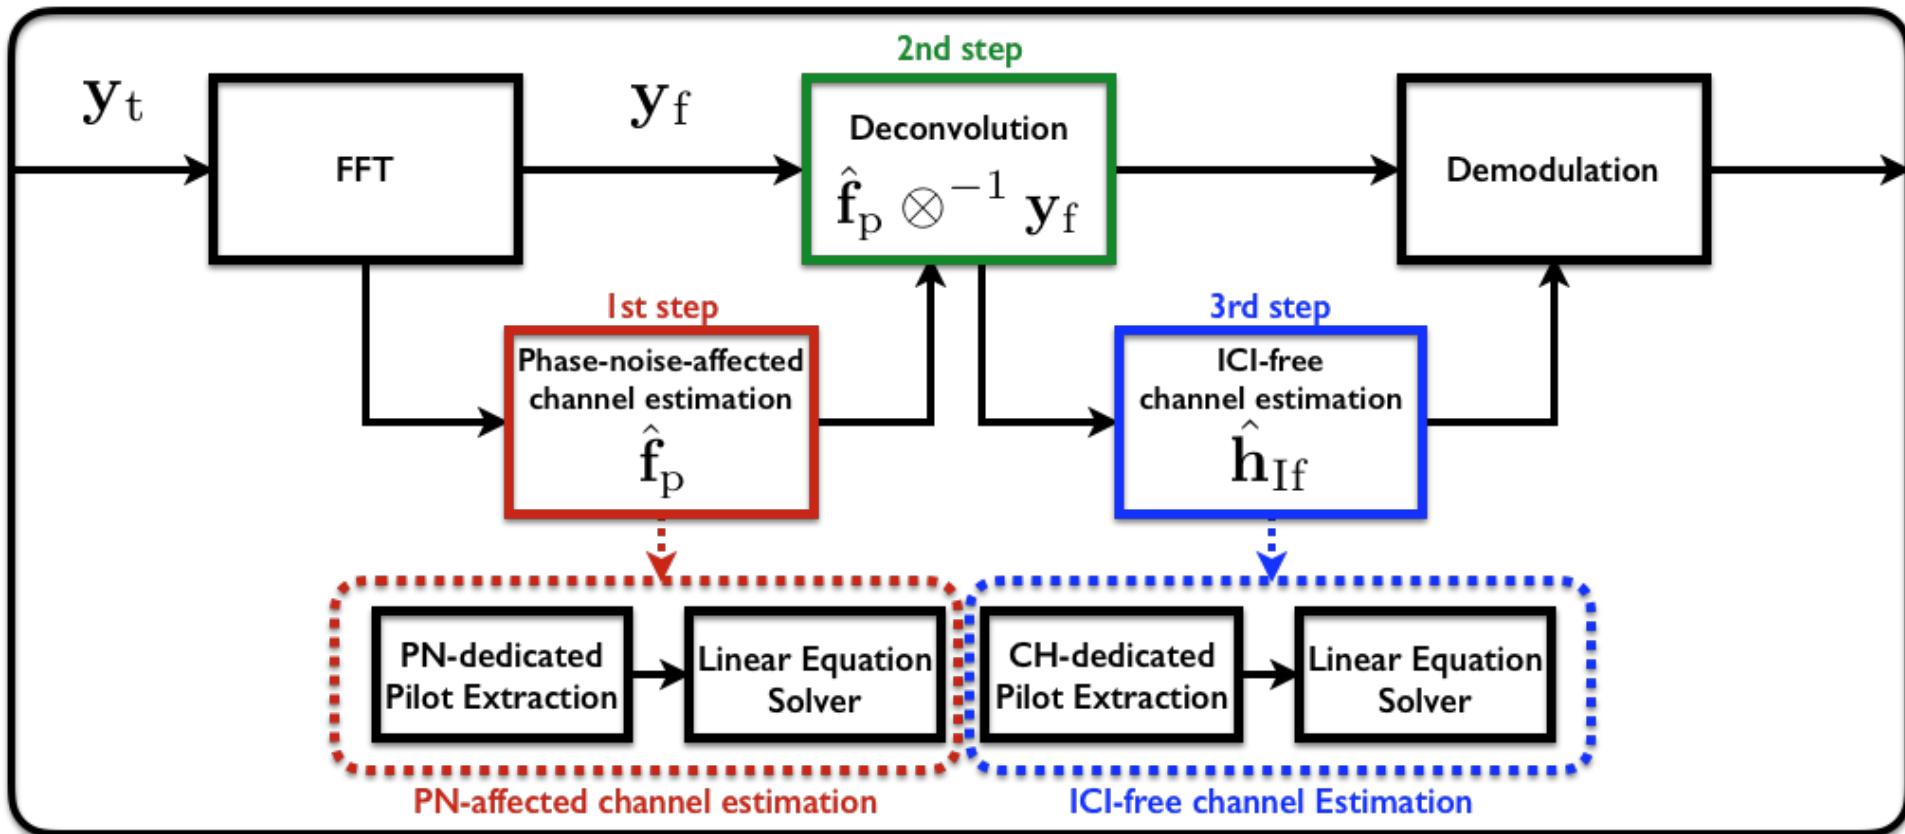 2nd step
y_t
y_f
FFT
Deconvolution
f̂_p ⊗^{-1} y_f
Demodulation
1st step
Phase-noise-affected
channel estimation
f̂_p
3rd step
ICI-free
channel estimation
ĥ_{If}
PN-dedicated
Pilot Extraction
Linear Equation
Solver
CH-dedicated
Pilot Extraction
Linear Equation
Solver
PN-affected channel estimation
ICI-free channel Estimation